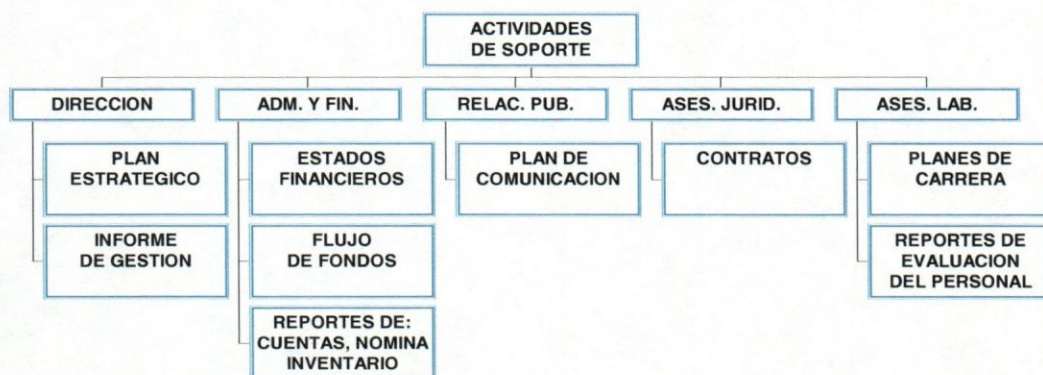 ACTIVIDADES
DE SOPORTE
DIRECCION
ADM. Y FIN.
RELAC. PUB.
ASES. JURID.
ASES. LAB.
PLAN
ESTRATEGICO
ESTADOS
FINANCIEROS
PLAN DE
COMUNICACION
CONTRATOS
PLANES DE
CARRERA
INFORME
DE GESTION
FLUJO
DE FONDOS
REPORTES DE
EVALUACION
DEL PERSONAL
REPORTES DE:
CUENTAS, NOMINA
INVENTARIO